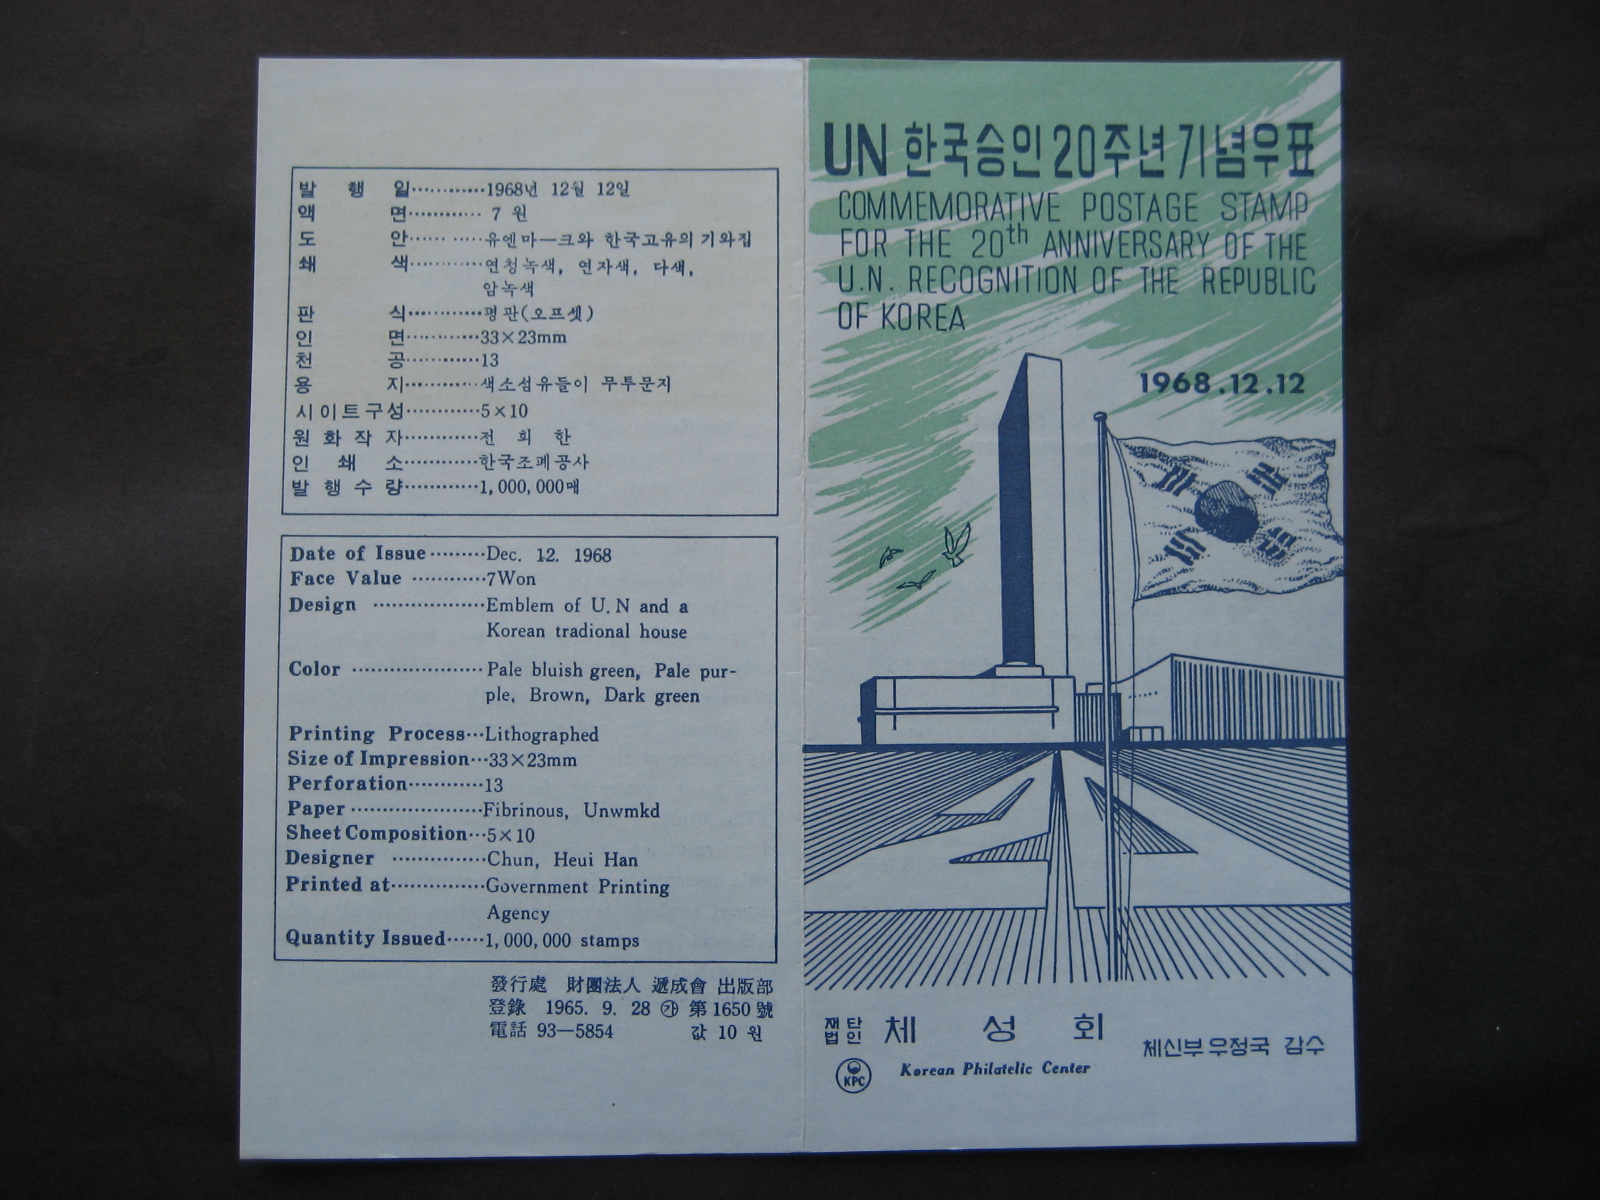 발 행 일············1968년 12월 12일
액 면············ 7 원
도 안············유엔마—크와 한국고유의 기와집
쇄 색············연청녹색, 연자색, 다색,
암녹색
판 식············평판(오프셋)
인 면············33×23mm
천 공············13
용 지············색소섬유들이 무투문지
시이트구성············5×10
원 화 작 자············전 희 한
인 쇄 소············한국조폐공사
발 행 수 량············1,000,000매
Date of Issue·········Dec. 12. 1968
Face Value ············7Won
Design ··················Emblem of U.N and a
Korean tradional house
Color ·····················Pale bluish green, Pale pur-
ple, Brown, Dark green
Printing Process···Lithographed
Size of Impression···33×23mm
Perforation············13
Paper·····················Fibrinous, Unwmkd
Sheet Composition···5×10
Designer ···············Chun, Heui Han
Printed at···············Government Printing
Agency
Quantity Issued······1,000,000 stamps
發行處 財團法人 遞成會 出版部
登錄 1965. 9. 28 ㉮ 第1650號
電話 93—5854 값 10 원
UN 한국승인20주년기념우표
COMMEMORATIVE POSTAGE STAMP
FOR THE 20th ANNIVERSARY OF THE
U.N. RECOGNITION OF THE REPUBLIC
OF KOREA
1968.12.12
재단
법인 체 성 회
체신부우정국 감수
KPC Korean Philatelic Center